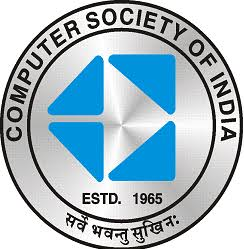 COMPUTER SOCIETY OF INDIA
ESTD. 1965
सर्वे भवन्तु सुखिनः